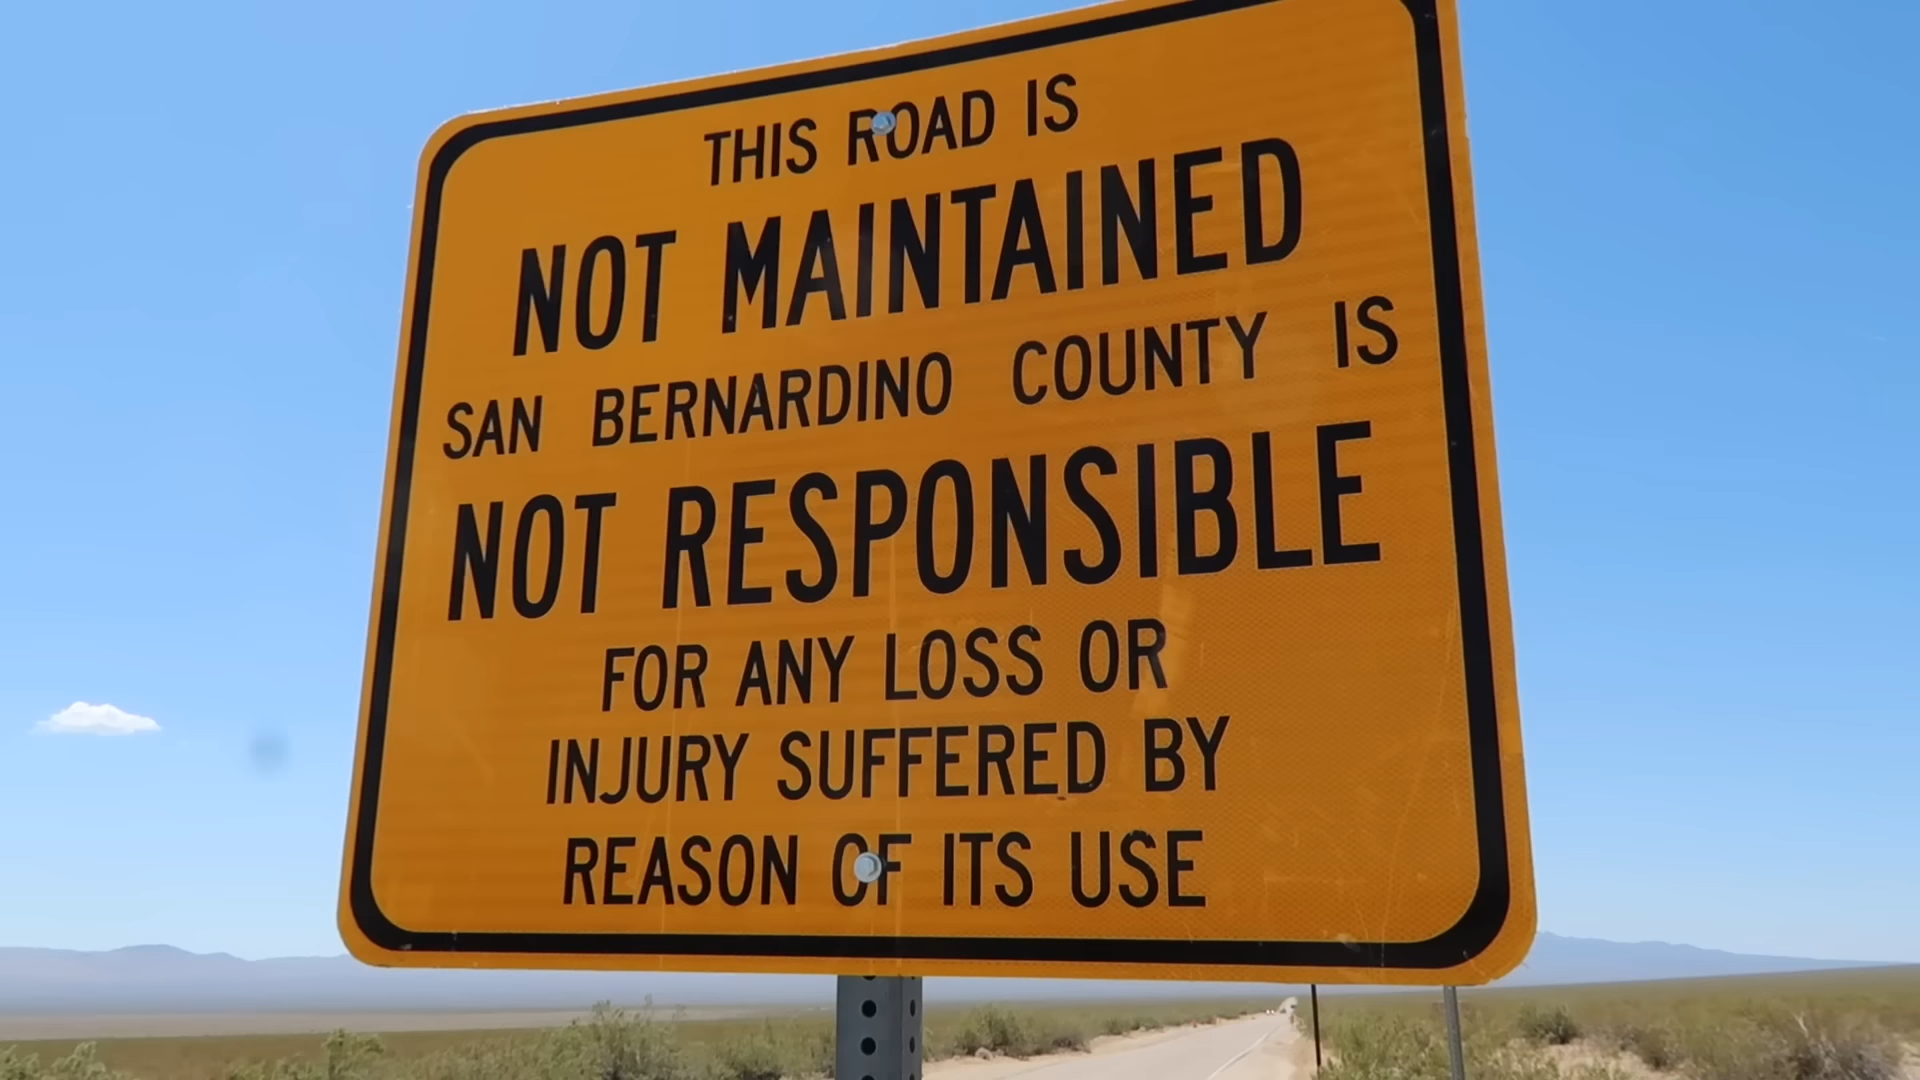 THIS ROAD IS
NOT MAINTAINED
SAN BERNARDINO COUNTY IS
NOT RESPONSIBLE
FOR ANY LOSS OR
INJURY SUFFERED BY
REASON OF ITS USE